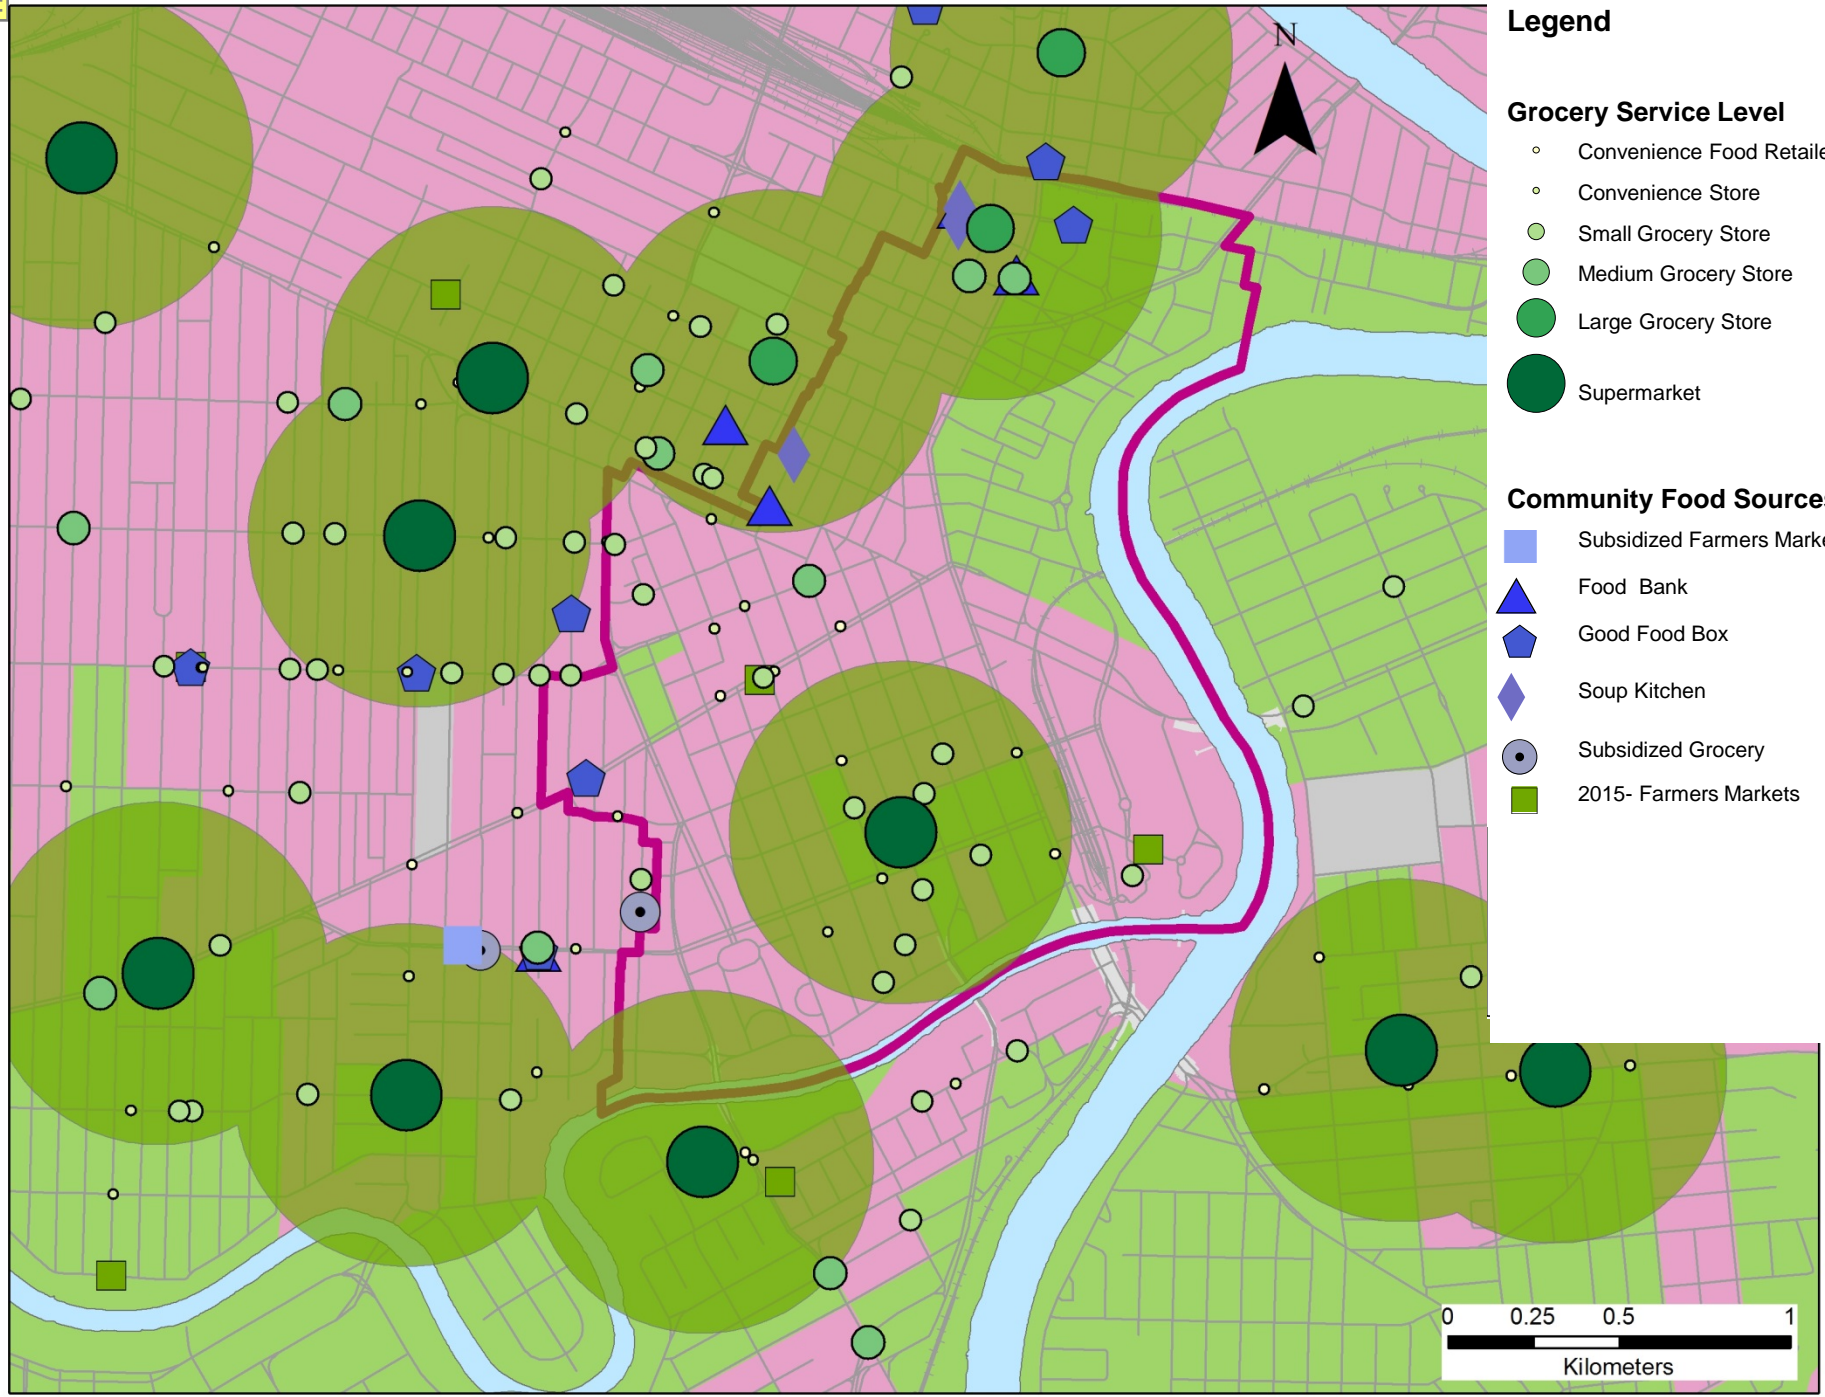 N
Legend
Grocery Service Level
Convenience Food Retaile
Convenience Store
Small Grocery Store
Medium Grocery Store
Large Grocery Store
Supermarket
Community Food Sources
Subsidized Farmers Marke
Food Bank
Good Food Box
Soup Kitchen
Subsidized Grocery
2015- Farmers Markets
0 0.25 0.5 1
Kilometers